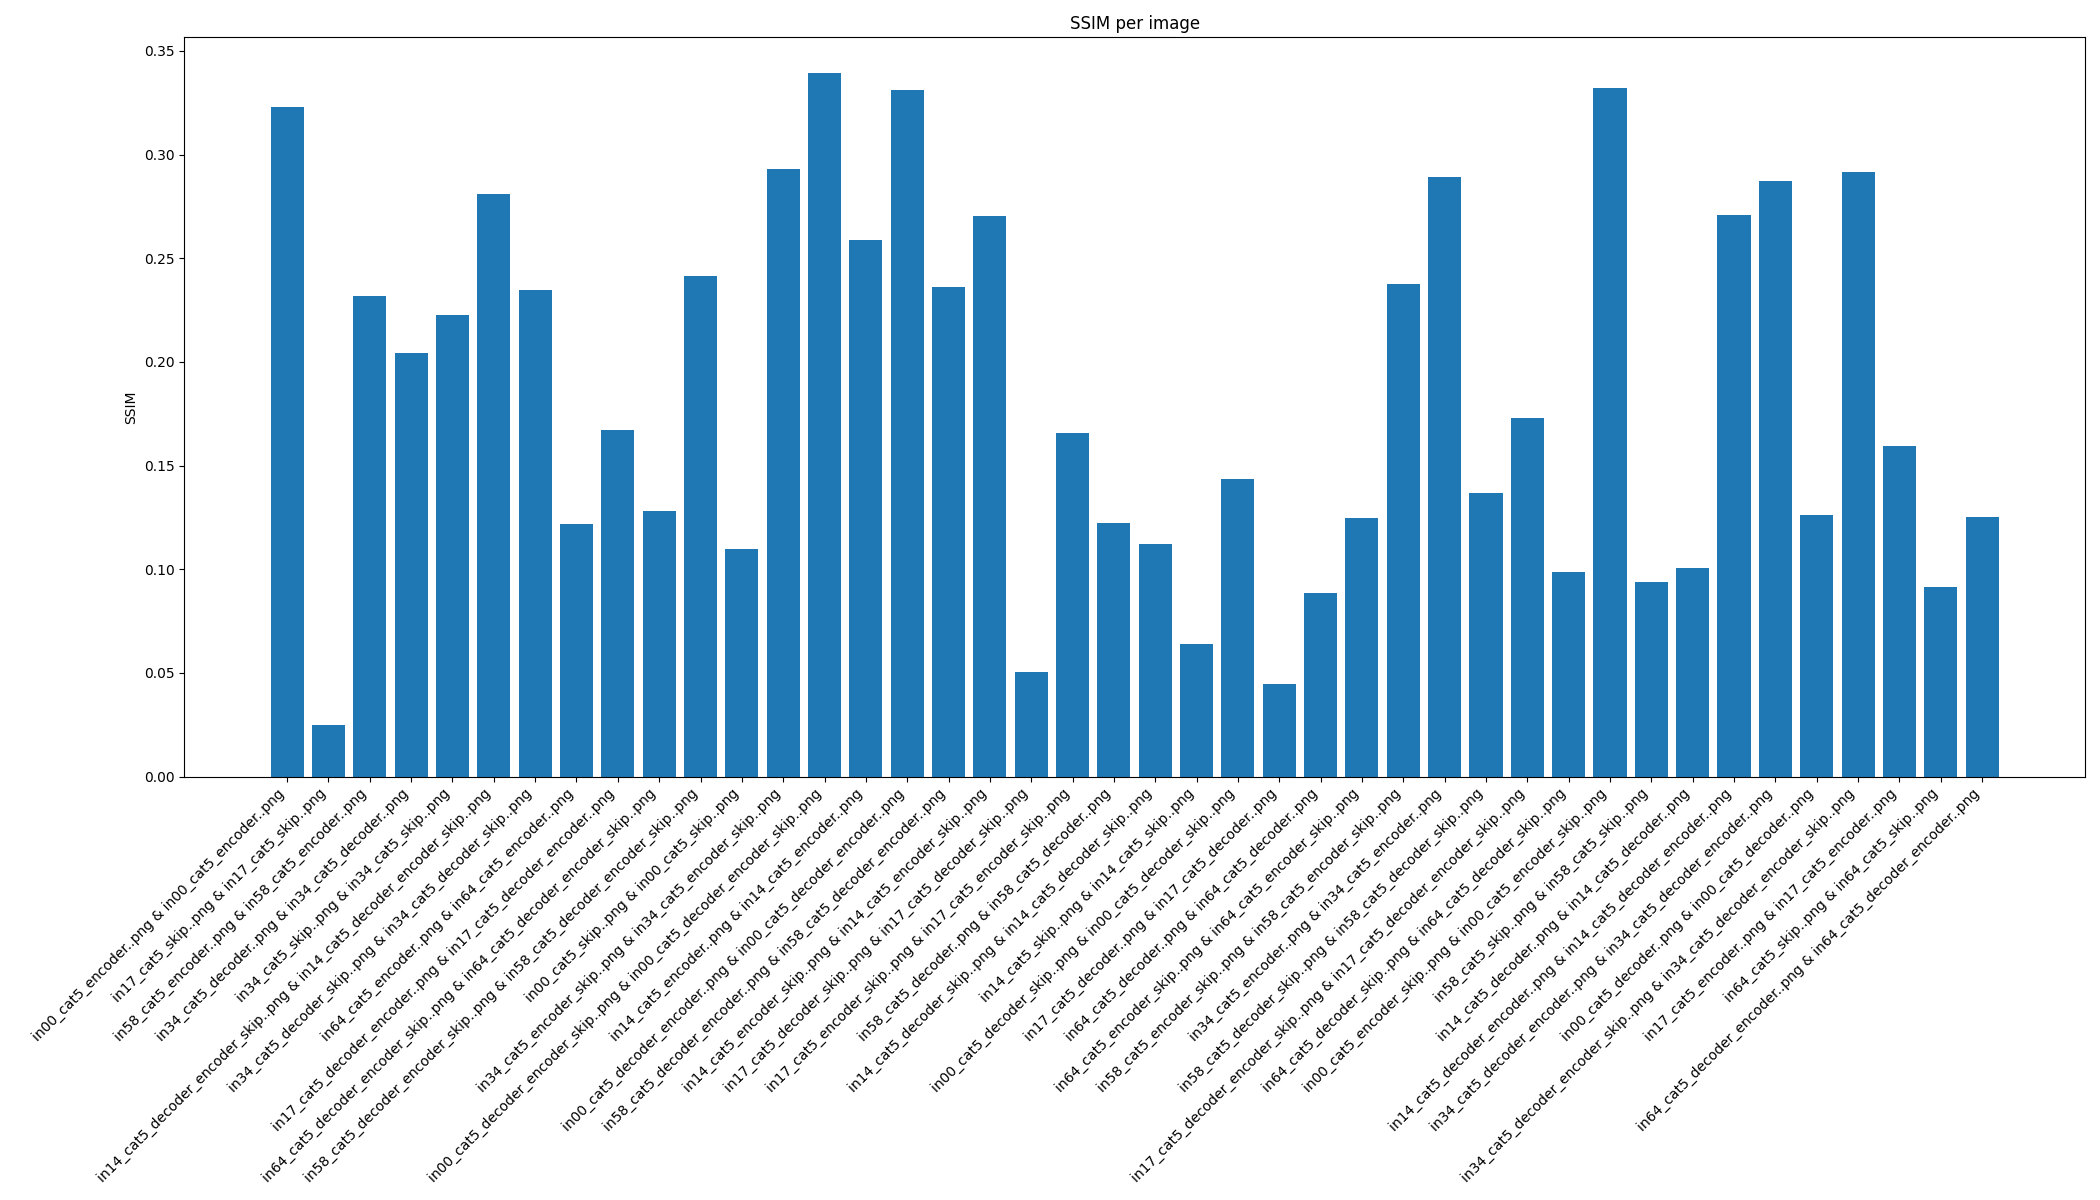 SSIM per image
0.35
0.30
0.25
0.20
0.15
0.10
0.05
0.00
SSIM
in00_cat5_encoder..png & in00_cat5_encoder..png
in17_cat5_skip..png & in17_cat5_skip..png
in58_cat5_encoder..png & in58_cat5_encoder..png
in34_cat5_decoder..png & in34_cat5_decoder..png
in34_cat5_skip..png & in34_cat5_skip..png
in14_cat5_decoder_encoder_skip..png & in14_cat5_decoder_encoder_skip..png
in34_cat5_decoder_skip..png & in34_cat5_decoder_skip..png
in64_cat5_encoder..png & in64_cat5_encoder..png
in17_cat5_decoder_encoder..png & in17_cat5_decoder_encoder..png
in64_cat5_decoder_encoder_skip..png & in64_cat5_decoder_encoder_skip..png
in58_cat5_decoder_encoder_skip..png & in58_cat5_decoder_encoder_skip..png
in00_cat5_skip..png & in00_cat5_skip..png
in34_cat5_encoder_skip..png & in34_cat5_encoder_skip..png
in00_cat5_decoder_encoder_skip..png & in00_cat5_decoder_encoder_skip..png
in14_cat5_encoder..png & in14_cat5_encoder..png
in00_cat5_decoder_encoder..png & in00_cat5_decoder_encoder..png
in58_cat5_decoder_encoder..png & in58_cat5_decoder_encoder..png
in14_cat5_encoder_skip..png & in14_cat5_encoder_skip..png
in17_cat5_decoder_skip..png & in17_cat5_decoder_skip..png
in17_cat5_encoder_skip..png & in17_cat5_encoder_skip..png
in58_cat5_decoder..png & in58_cat5_decoder..png
in14_cat5_decoder_skip..png & in14_cat5_decoder_skip..png
in14_cat5_skip..png & in14_cat5_skip..png
in00_cat5_decoder_skip..png & in00_cat5_decoder_skip..png
in17_cat5_decoder..png & in17_cat5_decoder..png
in64_cat5_decoder..png & in64_cat5_decoder..png
in64_cat5_encoder_skip..png & in64_cat5_encoder_skip..png
in58_cat5_encoder_skip..png & in58_cat5_encoder_skip..png
in34_cat5_encoder..png & in34_cat5_encoder..png
in58_cat5_decoder_skip..png & in58_cat5_decoder_skip..png
in17_cat5_decoder_encoder_skip..png & in17_cat5_decoder_encoder_skip..png
in64_cat5_decoder_skip..png & in64_cat5_decoder_skip..png
in00_cat5_encoder_skip..png & in00_cat5_encoder_skip..png
in58_cat5_skip..png & in58_cat5_skip..png
in14_cat5_decoder..png & in14_cat5_decoder..png
in14_cat5_decoder_encoder..png & in14_cat5_decoder_encoder..png
in34_cat5_decoder_encoder..png & in34_cat5_decoder_encoder..png
in00_cat5_decoder..png & in00_cat5_decoder..png
in34_cat5_decoder_encoder_skip..png & in34_cat5_decoder_encoder_skip..png
in17_cat5_encoder..png & in17_cat5_encoder..png
in64_cat5_skip..png & in64_cat5_skip..png
in64_cat5_decoder_encoder..png & in64_cat5_decoder_encoder..png